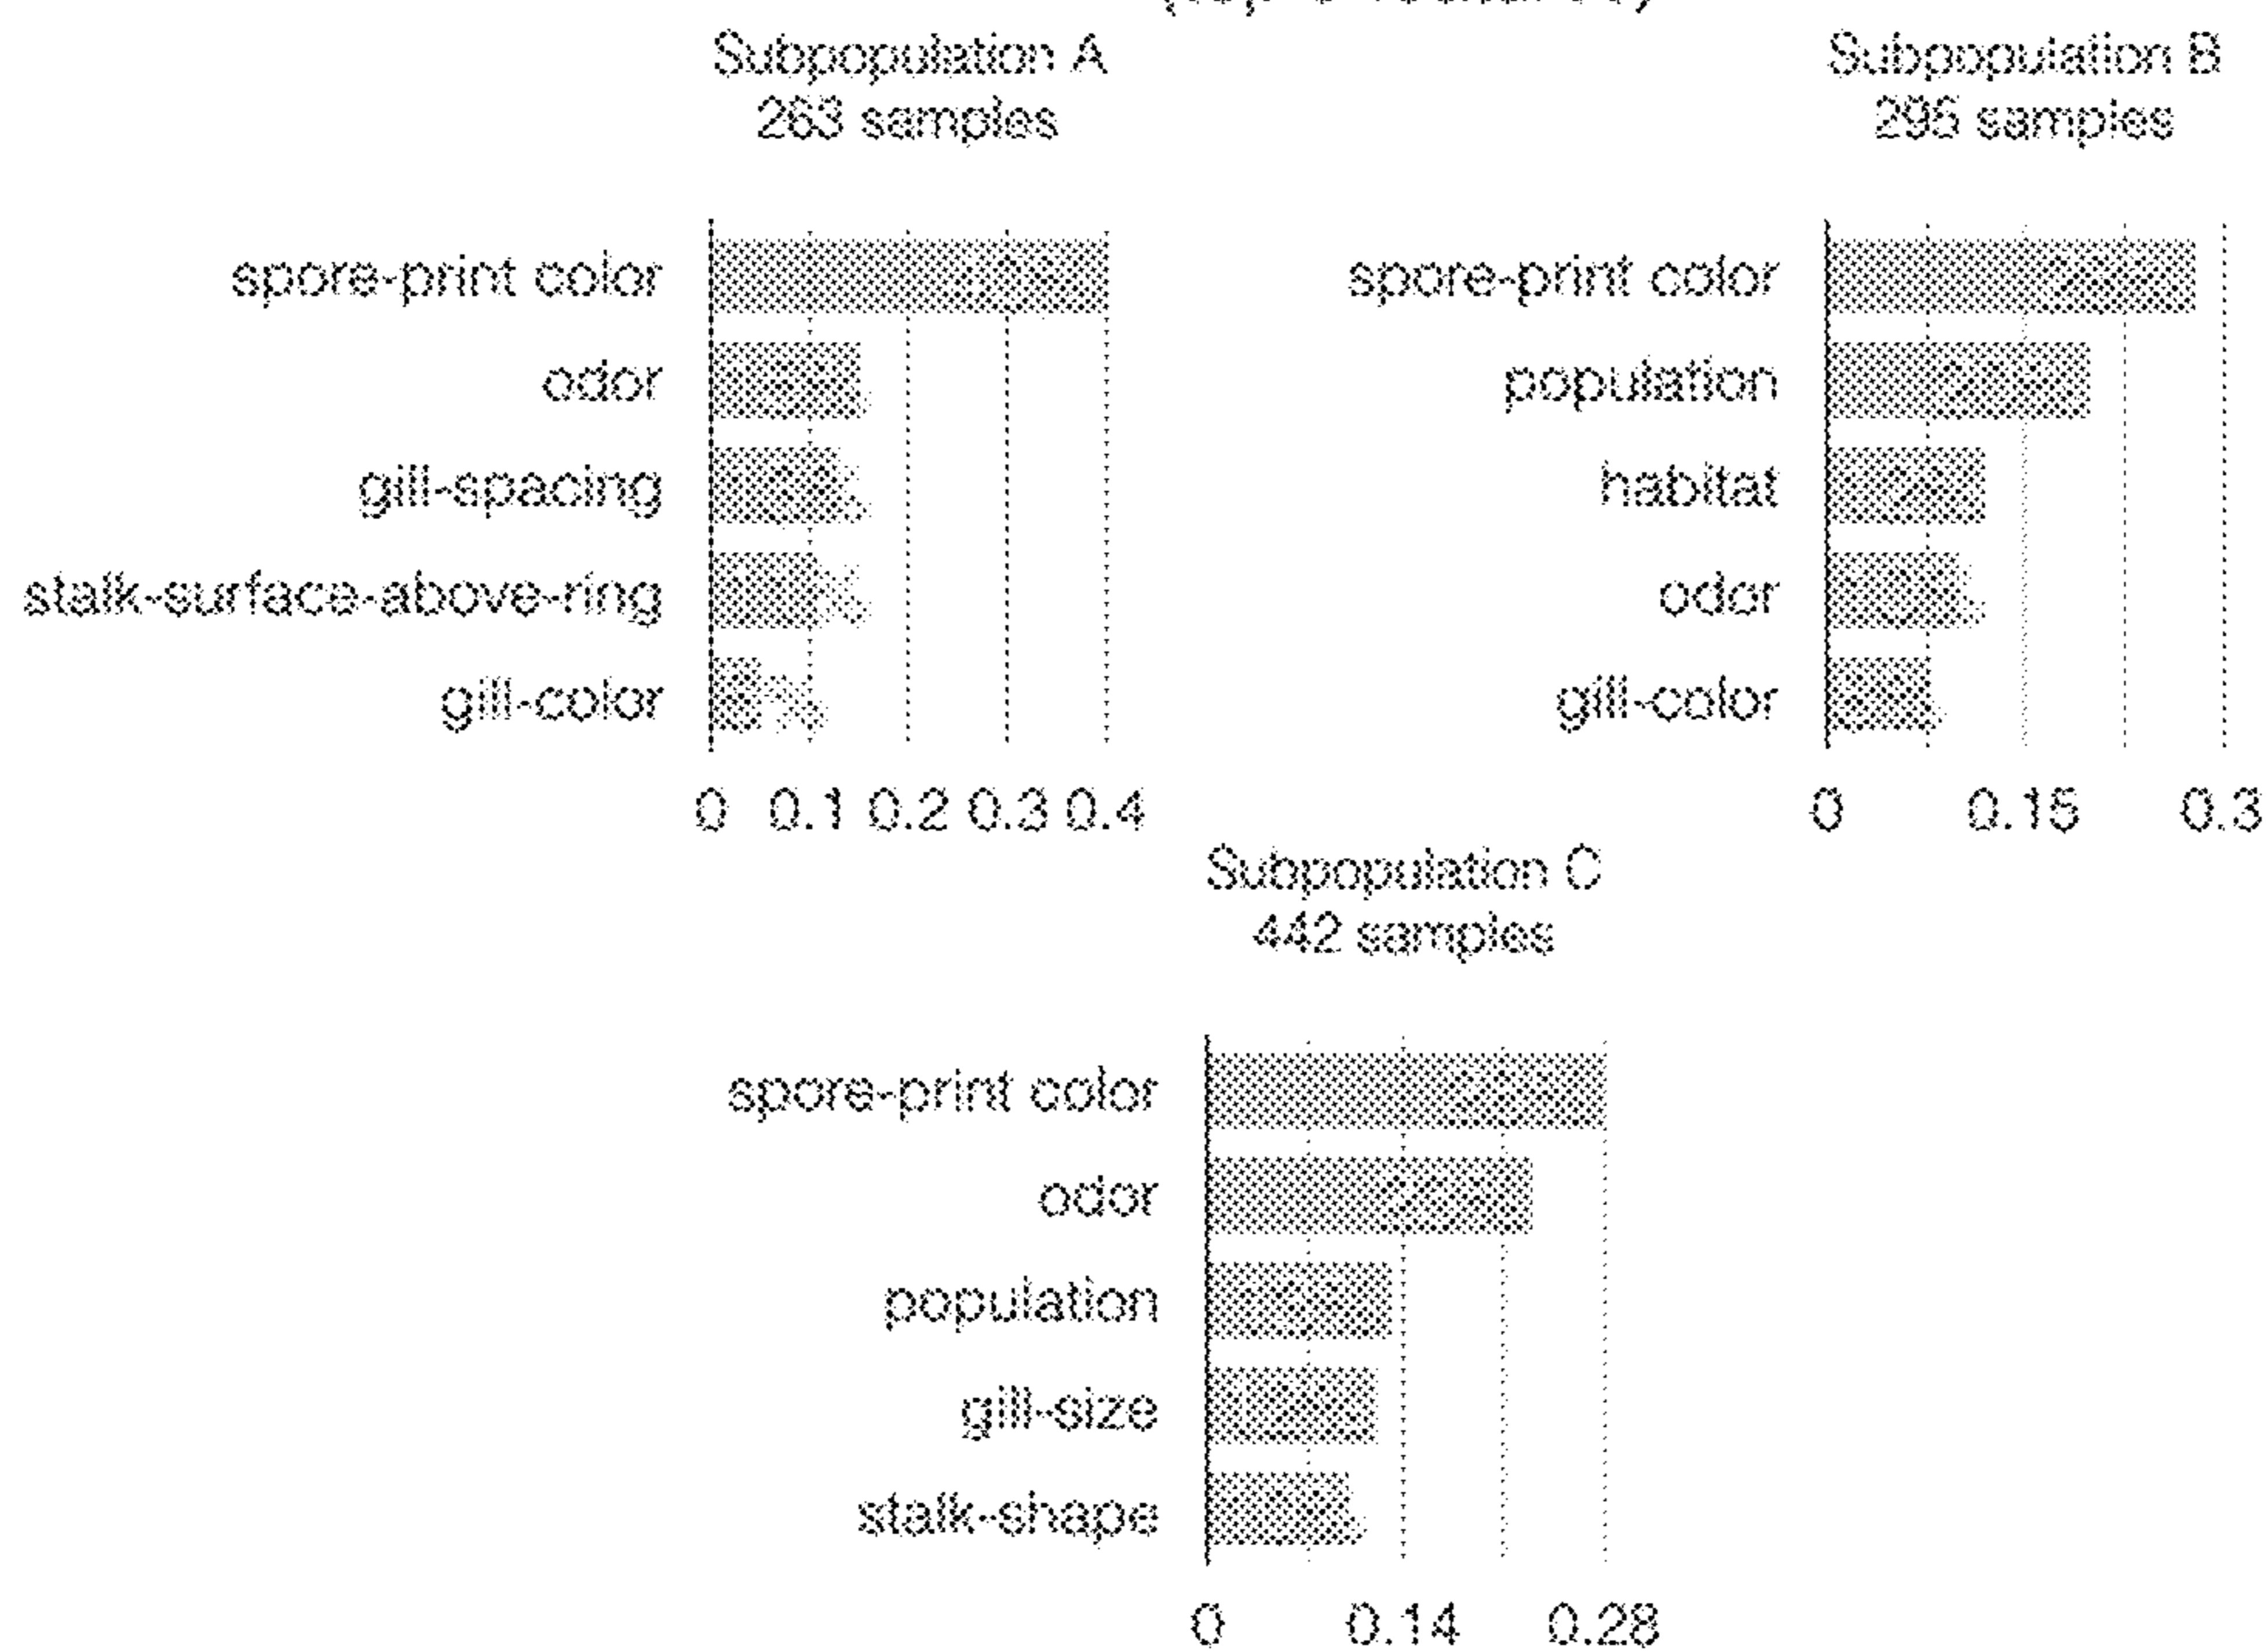 Subpopulation A
263 samples
spore-print color
odor
gill-spacing
stalk-surface-above-ring
gill-color
0 0.1 0.2 0.3 0.4
Subpopulation B
295 samples
spore-print color
population
habitat
odor
gill-color
0 0.15 0.3
Subpopulation C
442 samples
spore-print color
odor
population
gill-size
stalk-shape
0 0.14 0.28